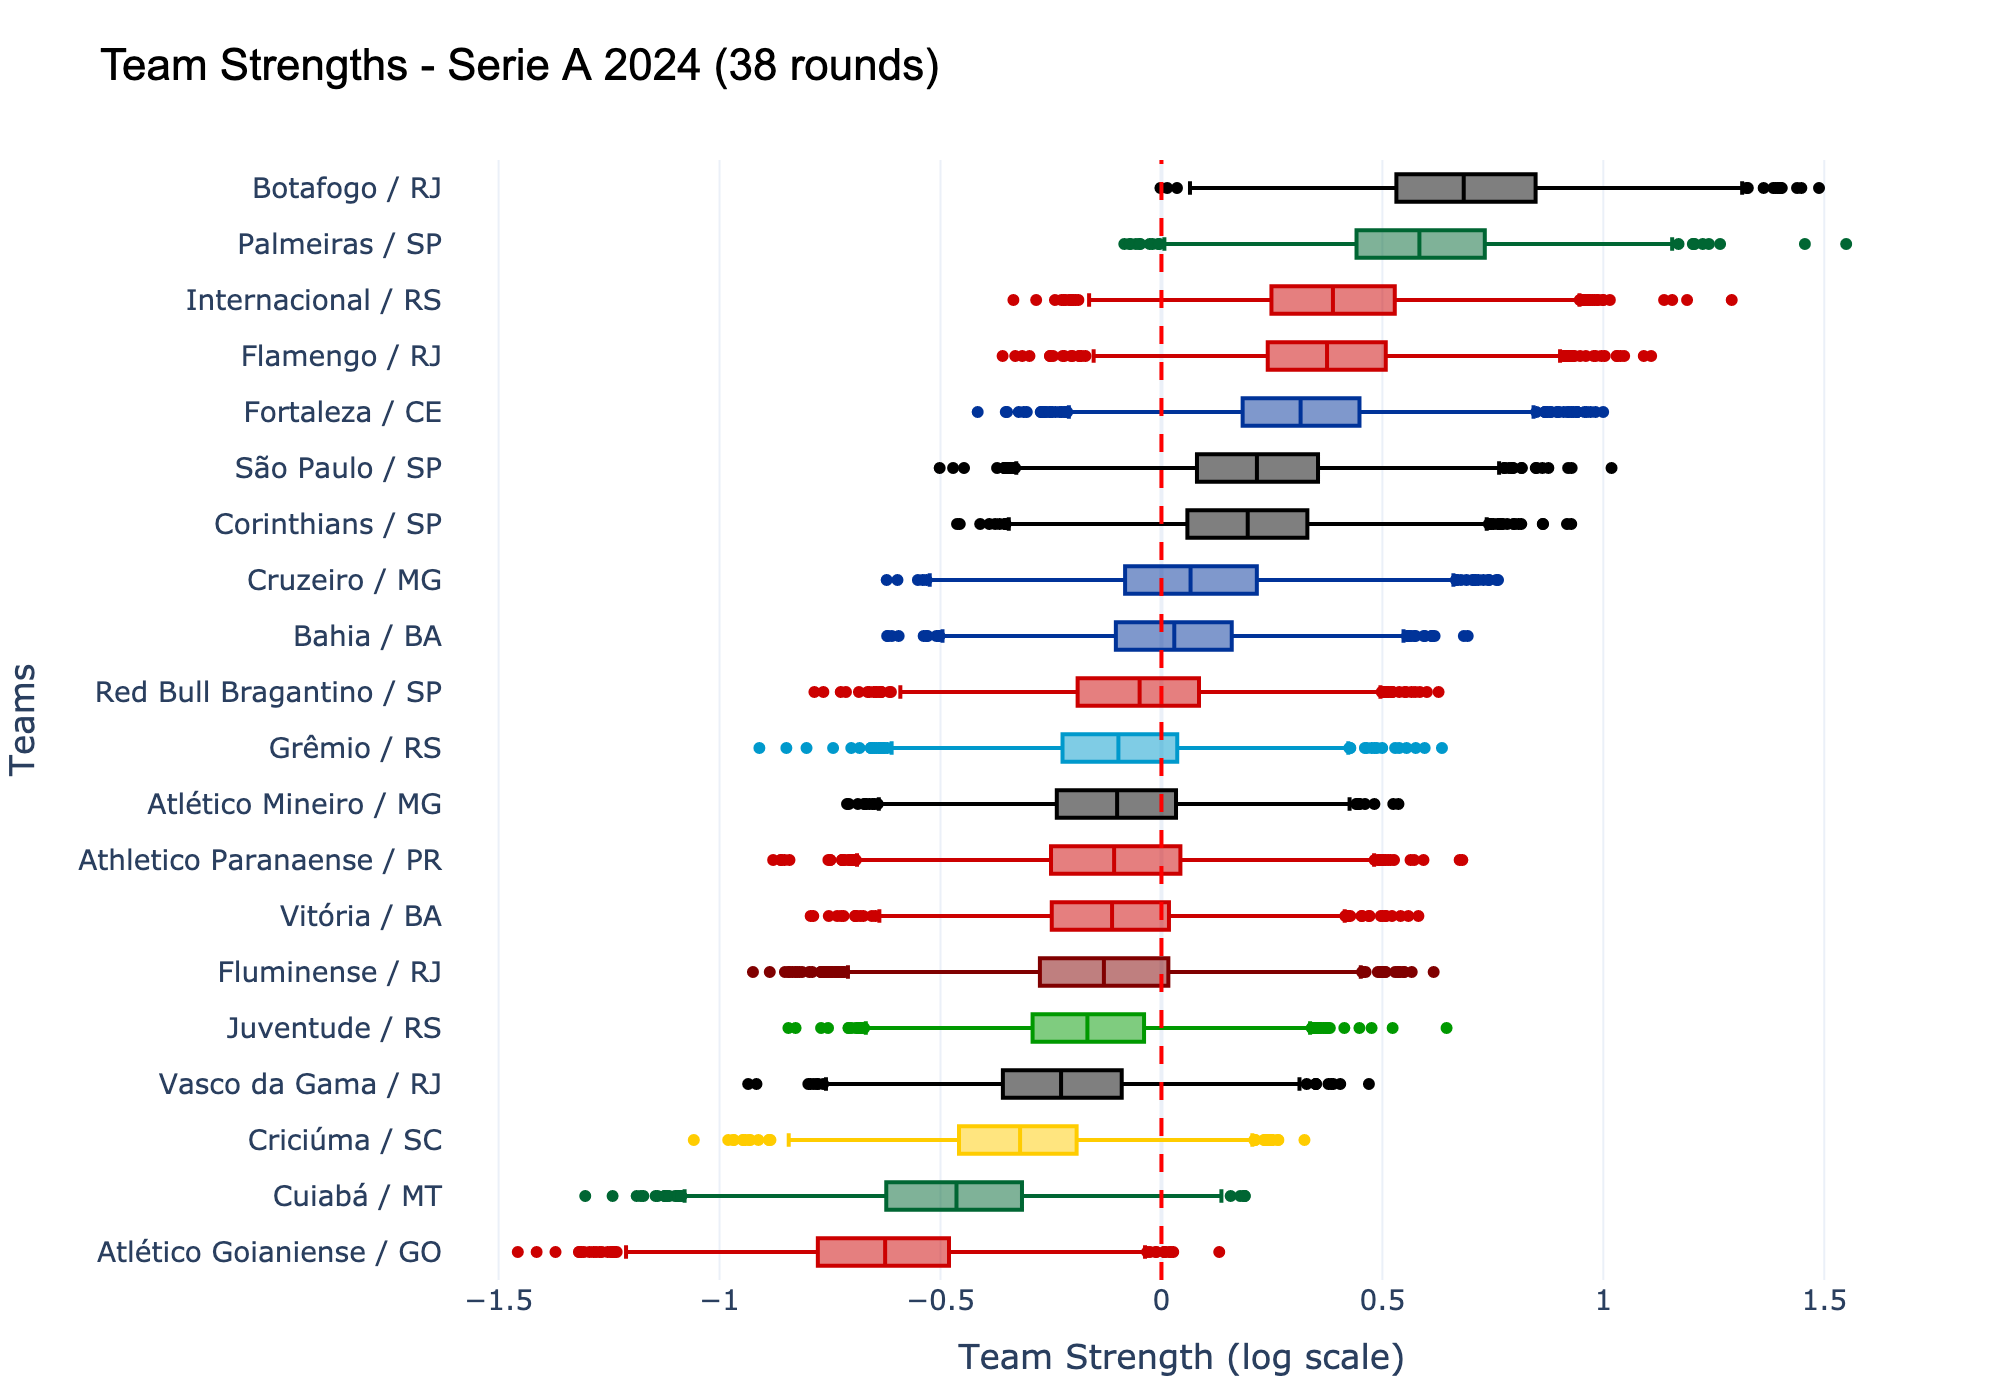 Team Strengths - Serie A 2024 (38 rounds)
Teams
Botafogo / RJ
Palmeiras / SP
Internacional / RS
Flamengo / RJ
Fortaleza / CE
São Paulo / SP
Corinthians / SP
Cruzeiro / MG
Bahia / BA
Red Bull Bragantino / SP
Grêmio / RS
Atlético Mineiro / MG
Athletico Paranaense / PR
Vitória / BA
Fluminense / RJ
Juventude / RS
Vasco da Gama / RJ
Criciúma / SC
Cuiabá / MT
Atlético Goianiense / GO
−1.5 −1 −0.5 0 0.5 1 1.5
Team Strength (log scale)